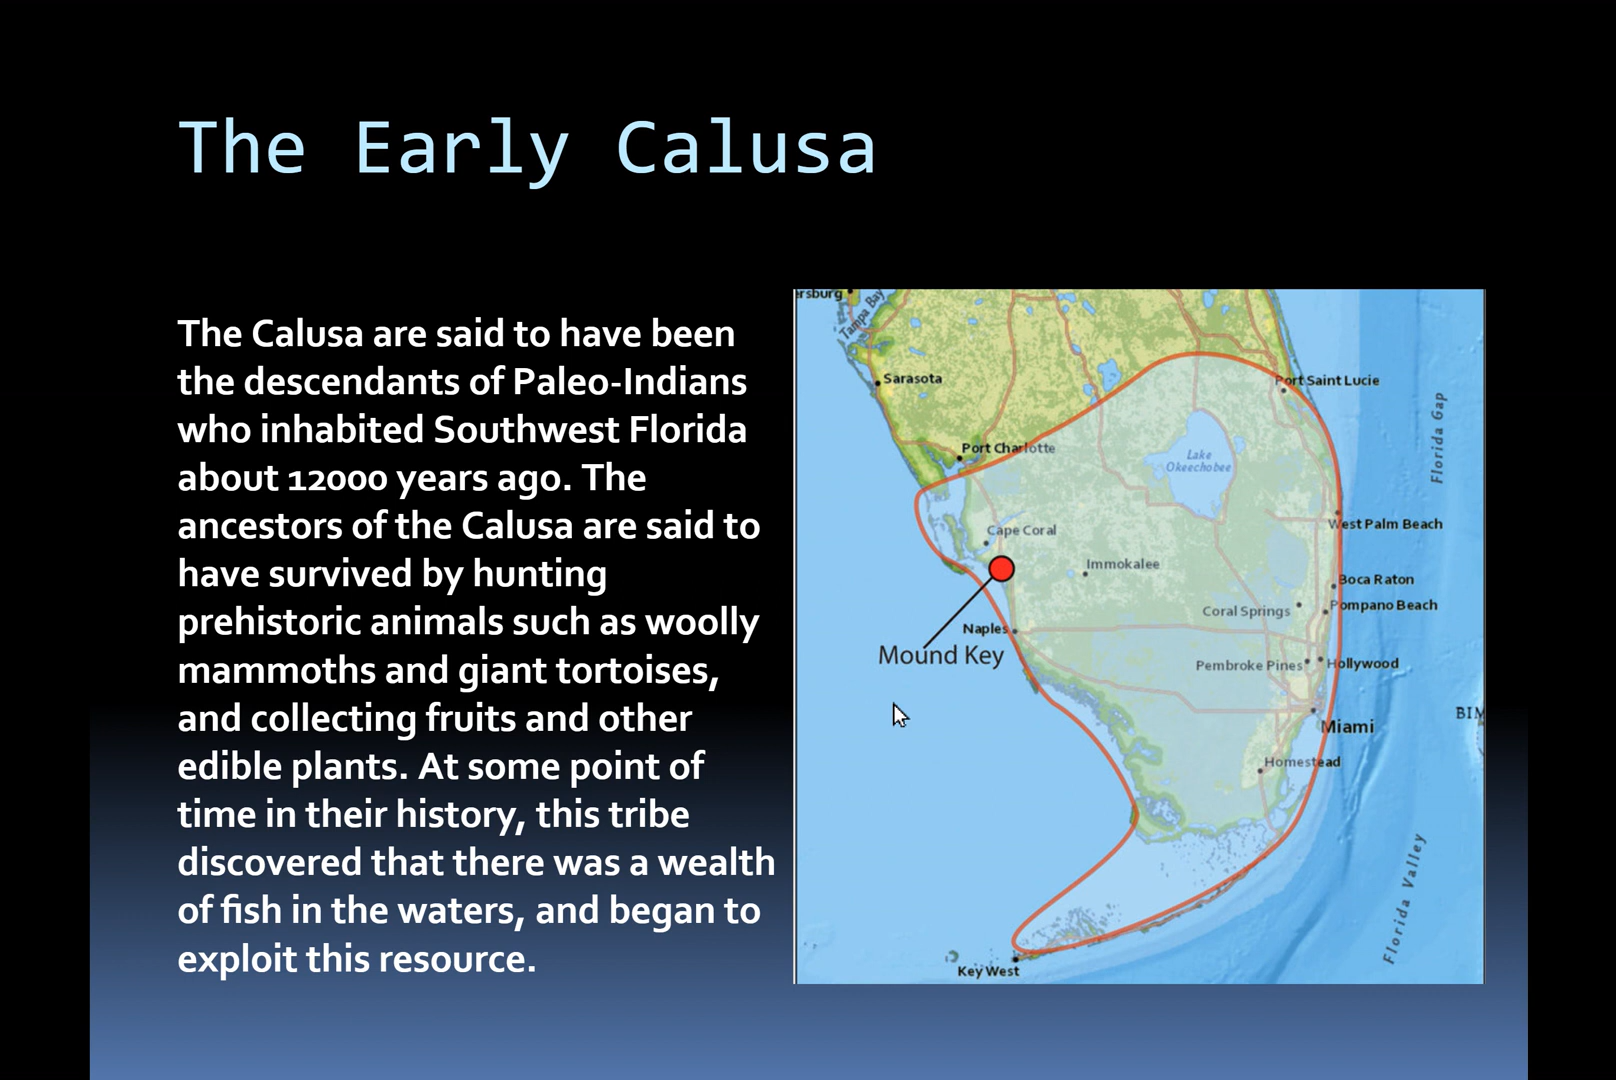 The Early Calusa
The Calusa are said to have been
the descendants of Paleo-Indians
who inhabited Southwest Florida
about 12000 years ago. The
ancestors of the Calusa are said to
have survived by hunting
prehistoric animals such as woolly
mammoths and giant tortoises,
and collecting fruits and other
edible plants. At some point of
time in their history, this tribe
discovered that there was a wealth
of fish in the waters, and began to
exploit this resource.
ersburg
Tampa Bay
Sarasota
Port Saint Lucie
Florida Gap
Port Charlotte
Lake
Okeechobee
West Palm Beach
Cape Coral
Immokalee
Boca Raton
Coral Springs
Pompano Beach
Naples
Mound Key
Pembroke Pines
Hollywood
BIM
Miami
Homestead
Florida Valley
Key West